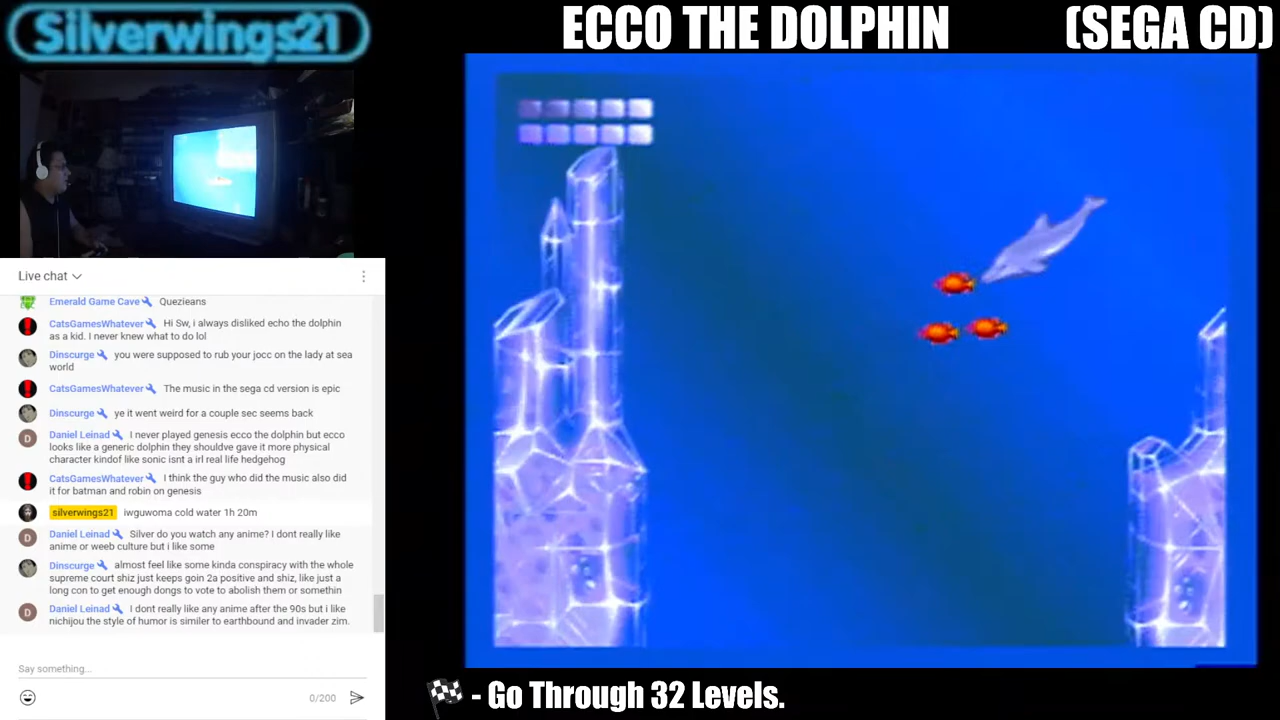 Silverwings21
ECCO THE DOLPHIN (SEGA CD)
Live chat
Emerald Game Cave Quezieans
CatsGamesWhatever Hi Sw, i always disliked echo the dolphin
as a kid. I never knew what to do lol
Dinscurge you were supposed to rub your jocc on the lady at sea
world
CatsGamesWhatever The music in the sega cd version is epic
Dinscurge ye it went weird for a couple sec seems back
Daniel Leinad I never played genesis ecco the dolphin but ecco
looks like a generic dolphin they shouldve gave it more physical
character kindof like sonic isnt a irl real life hedgehog
CatsGamesWhatever I think the guy who did the music also did
it for batman and robin on genesis
silverwings21 iwguwoma cold water 1h 20m
Daniel Leinad Silver do you watch any anime? I dont really like
anime or weeb culture but i like some
Dinscurge almost feel like some kinda conspiracy with the whole
supreme court shiz just keeps goin 2a positive and shiz, like just a
long con to get enough dongs to vote to abolish them or somethin
Daniel Leinad I dont really like any anime after the 90s but i like
nichijou the style of humor is similer to earthbound and invader zim.
Say something...
0/200
- Go Through 32 Levels.